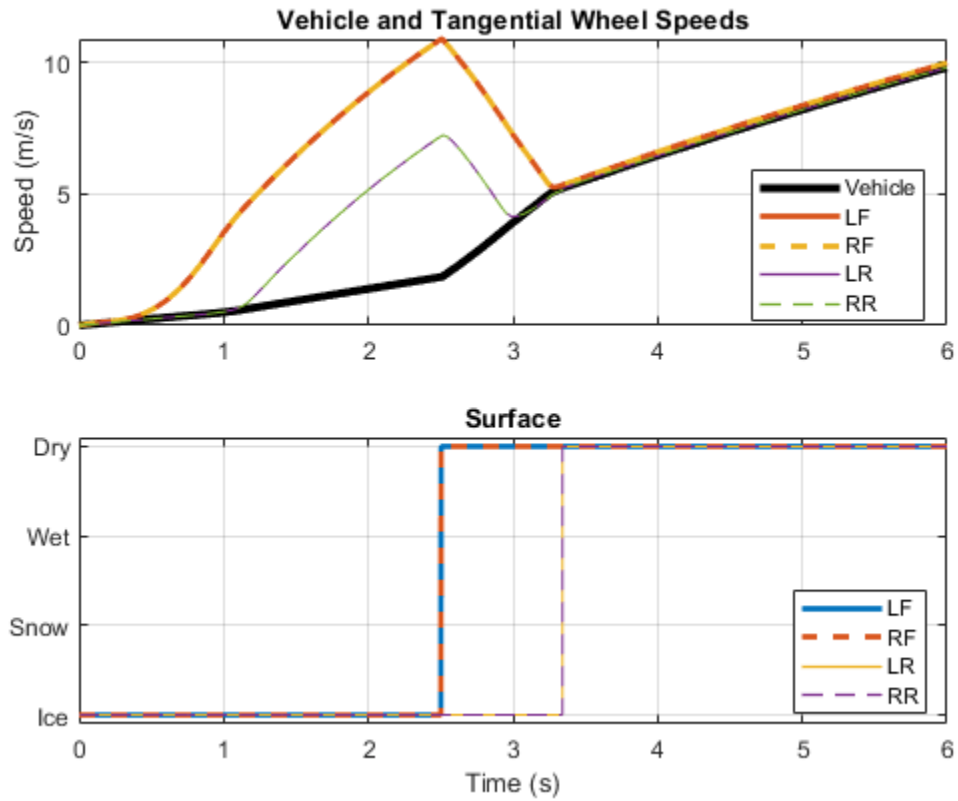 Vehicle and Tangential Wheel Speeds
Speed (m/s)
10
5
0
0 1 2 3 4 5 6
Vehicle
LF
RF
LR
RR
Surface
Dry
Wet
Snow
Ice
0 1 2 3 4 5 6
LF
RF
LR
RR
Time (s)